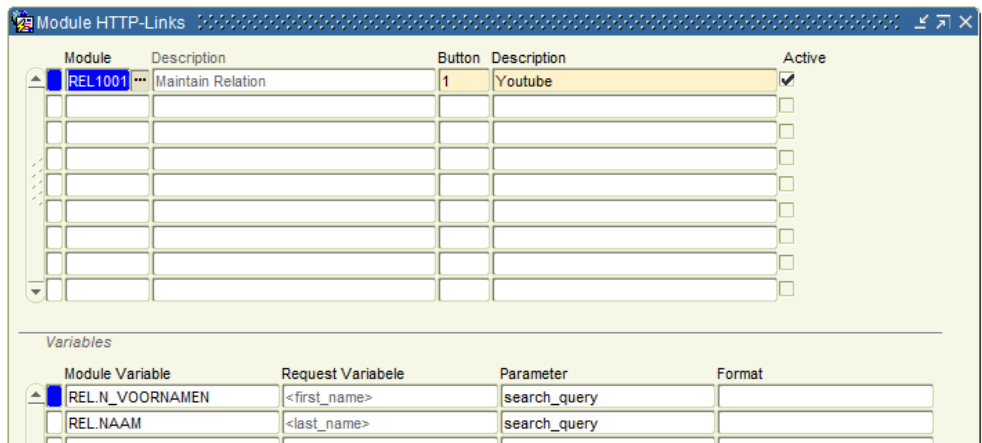 Module HTTP-Links
Module Description Button Description Active
REL1001 ... Maintain Relation 1 Youtube
Variables
Module Variable Request Variabele Parameter Format
REL.N_VOORNAMEN <first_name> search_query
REL.NAAM <last_name> search_query